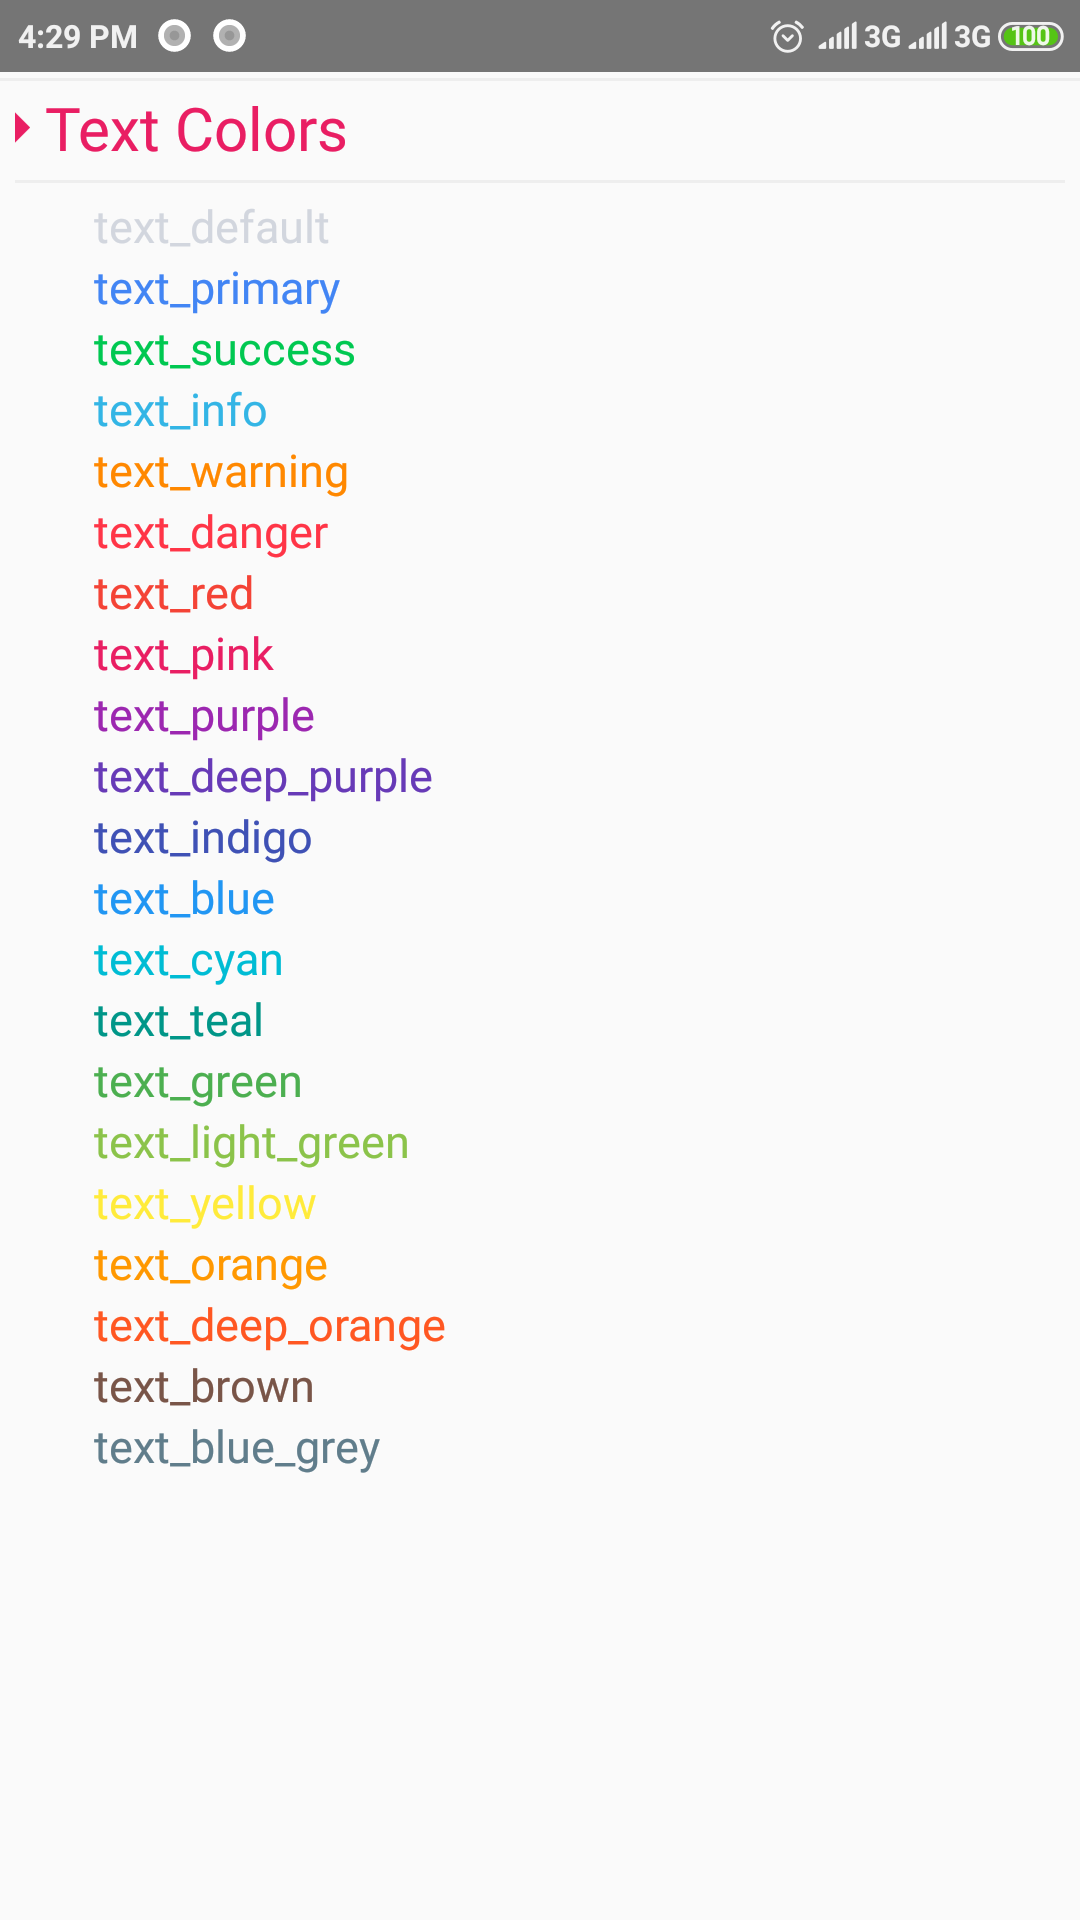 4:29 PM 3G 3G 100
Text Colors
text_default
text_primary
text_success
text_info
text_warning
text_danger
text_red
text_pink
text_purple
text_deep_purple
text_indigo
text_blue
text_cyan
text_teal
text_green
text_light_green
text_yellow
text_orange
text_deep_orange
text_brown
text_blue_grey